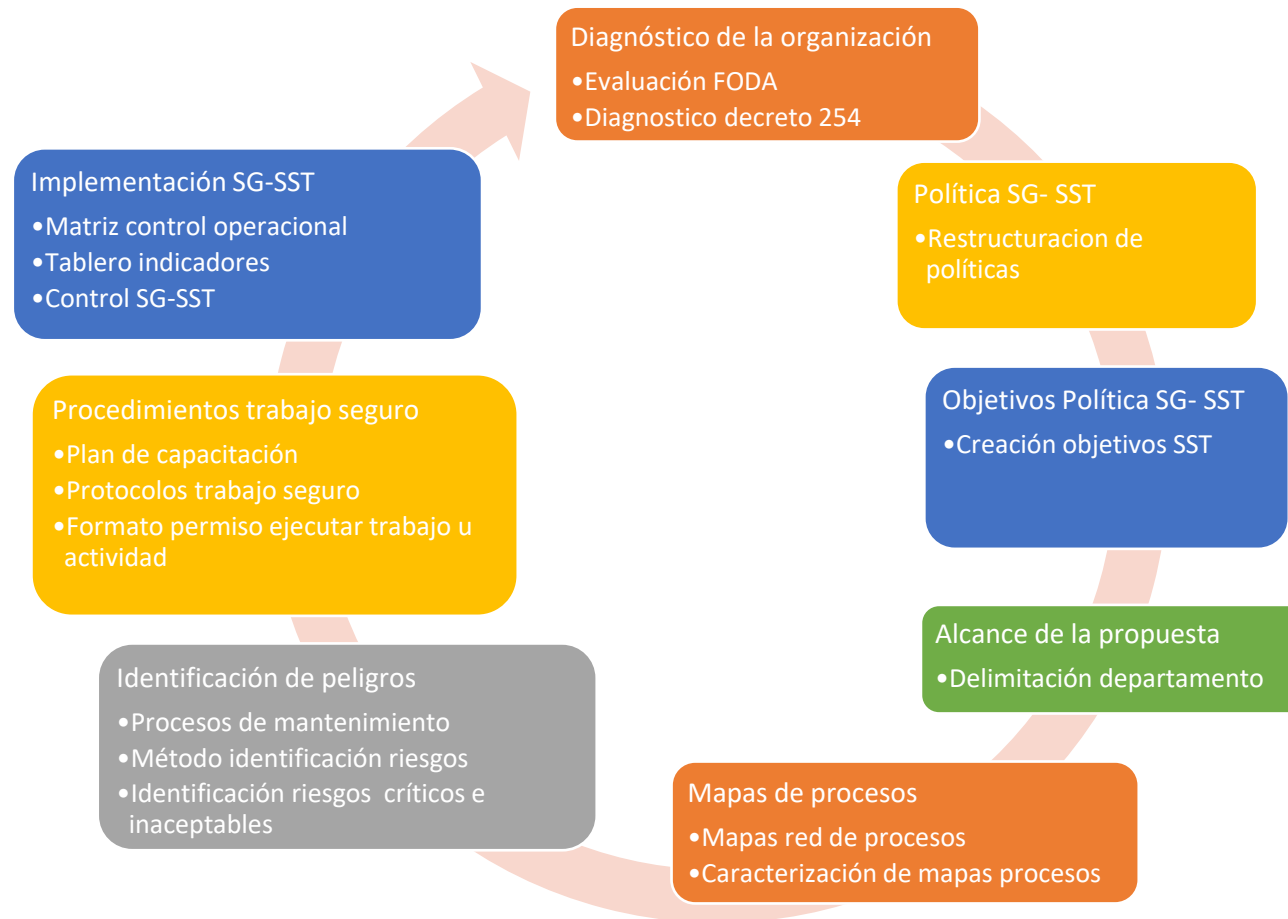 Diagnóstico de la organización
•Evaluación FODA
•Diagnostico decreto 254
Política SG- SST
•Restructuracion de
políticas
Objetivos Política SG- SST
•Creación objetivos SST
Alcance de la propuesta
•Delimitación departamento
Mapas de procesos
•Mapas red de procesos
•Caracterización de mapas procesos
Identificación de peligros
•Procesos de mantenimiento
•Método identificación riesgos
•Identificación riesgos críticos e
inaceptables
Procedimientos trabajo seguro
•Plan de capacitación
•Protocolos trabajo seguro
•Formato permiso ejecutar trabajo u
actividad
Implementación SG-SST
•Matriz control operacional
•Tablero indicadores
•Control SG-SST